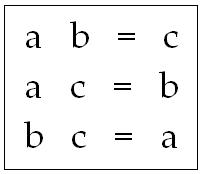 a b = c
a c = b
b c = a